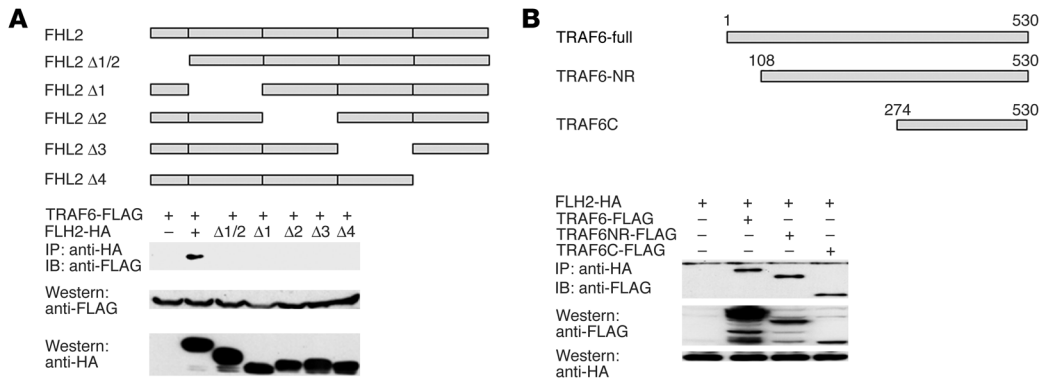 A
FHL2
FHL2 Δ1/2
FHL2 Δ1
FHL2 Δ2
FHL2 Δ3
FHL2 Δ4
TRAF6-FLAG + + + + + + +
FLH2-HA − + Δ1/2 Δ1 Δ2 Δ3 Δ4
IP: anti-HA
IB: anti-FLAG
Western:
anti-FLAG
Western:
anti-HA
B
1 530
TRAF6-full
108 530
TRAF6-NR
274 530
TRAF6C
FLH2-HA + + + +
TRAF6-FLAG − + − −
TRAF6NR-FLAG − − + −
TRAF6C-FLAG − − − +
IP: anti-HA
IB: anti-FLAG
Western:
anti-FLAG
Western:
anti-HA